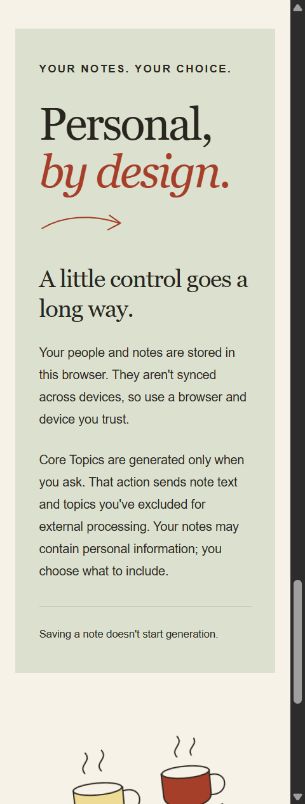 YOUR NOTES. YOUR CHOICE.
Personal,
by design.
A little control goes a
long way.
Your people and notes are stored in
this browser. They aren't synced
across devices, so use a browser and
device you trust.
Core Topics are generated only when
you ask. That action sends note text
and topics you've excluded for
external processing. Your notes may
contain personal information; you
choose what to include.
Saving a note doesn't start generation.